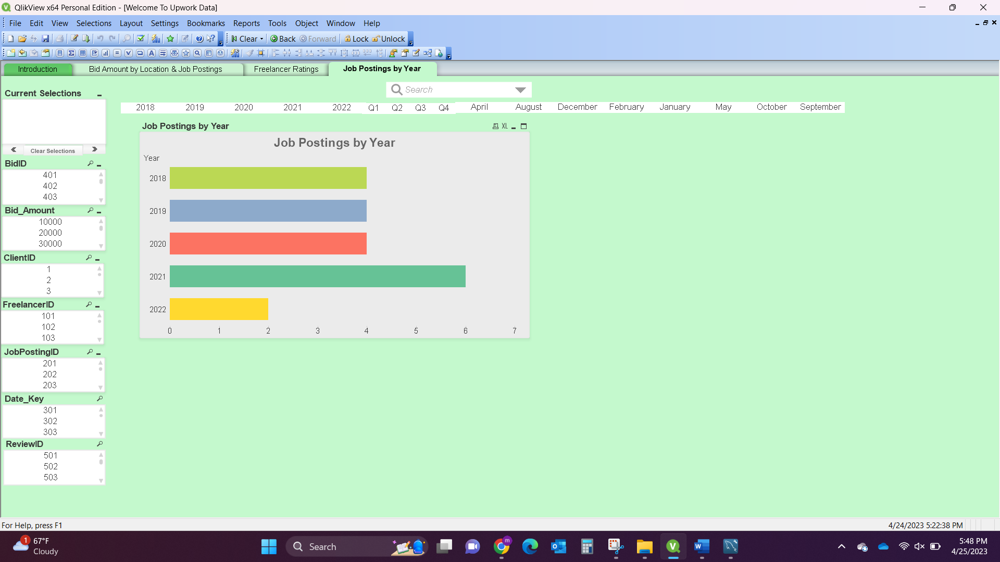 QlikView x64 Personal Edition - [Welcome To Upwork Data]
File Edit View Selections Layout Settings Bookmarks Reports Tools Object Window Help
Clear Back Forward Lock Unlock
Introduction Bid Amount by Location & Job Postings Freelancer Ratings Job Postings by Year
Search
Current Selections
2018 2019 2020 2021 2022 Q1 Q2 Q3 Q4 April August December February January May October September
Clear Selections
BidID
401
402
403
Bid_Amount
10000
20000
30000
ClientID
1
2
3
FreelancerID
101
102
103
JobPostingID
201
202
203
Date_Key
301
302
303
ReviewID
501
502
503
Job Postings by Year XL
Job Postings by Year
Year
2018
2019
2020
2021
2022
0 1 2 3 4 5 6 7
For Help, press F1 4/24/2023 5:22:38 PM
1 67°F
Cloudy
Search
m
5:48 PM
4/25/2023